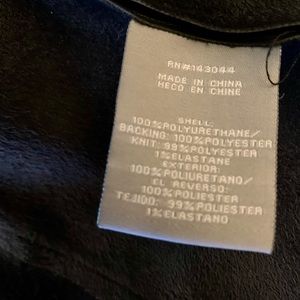 RN#143044
MADE IN CHINA
HECO EN CHINE
SHELL:
100%POLYURETHANE/
BACKING: 100%POLYESTER
KNIT: 99%POLYESTER
1%ELASTANE
EXTERIOR:
100%POLIURETANO/
EL REVERSO:
100%POLIESTER
TEJIDO: 99%POLIESTER
1%ELASTANO